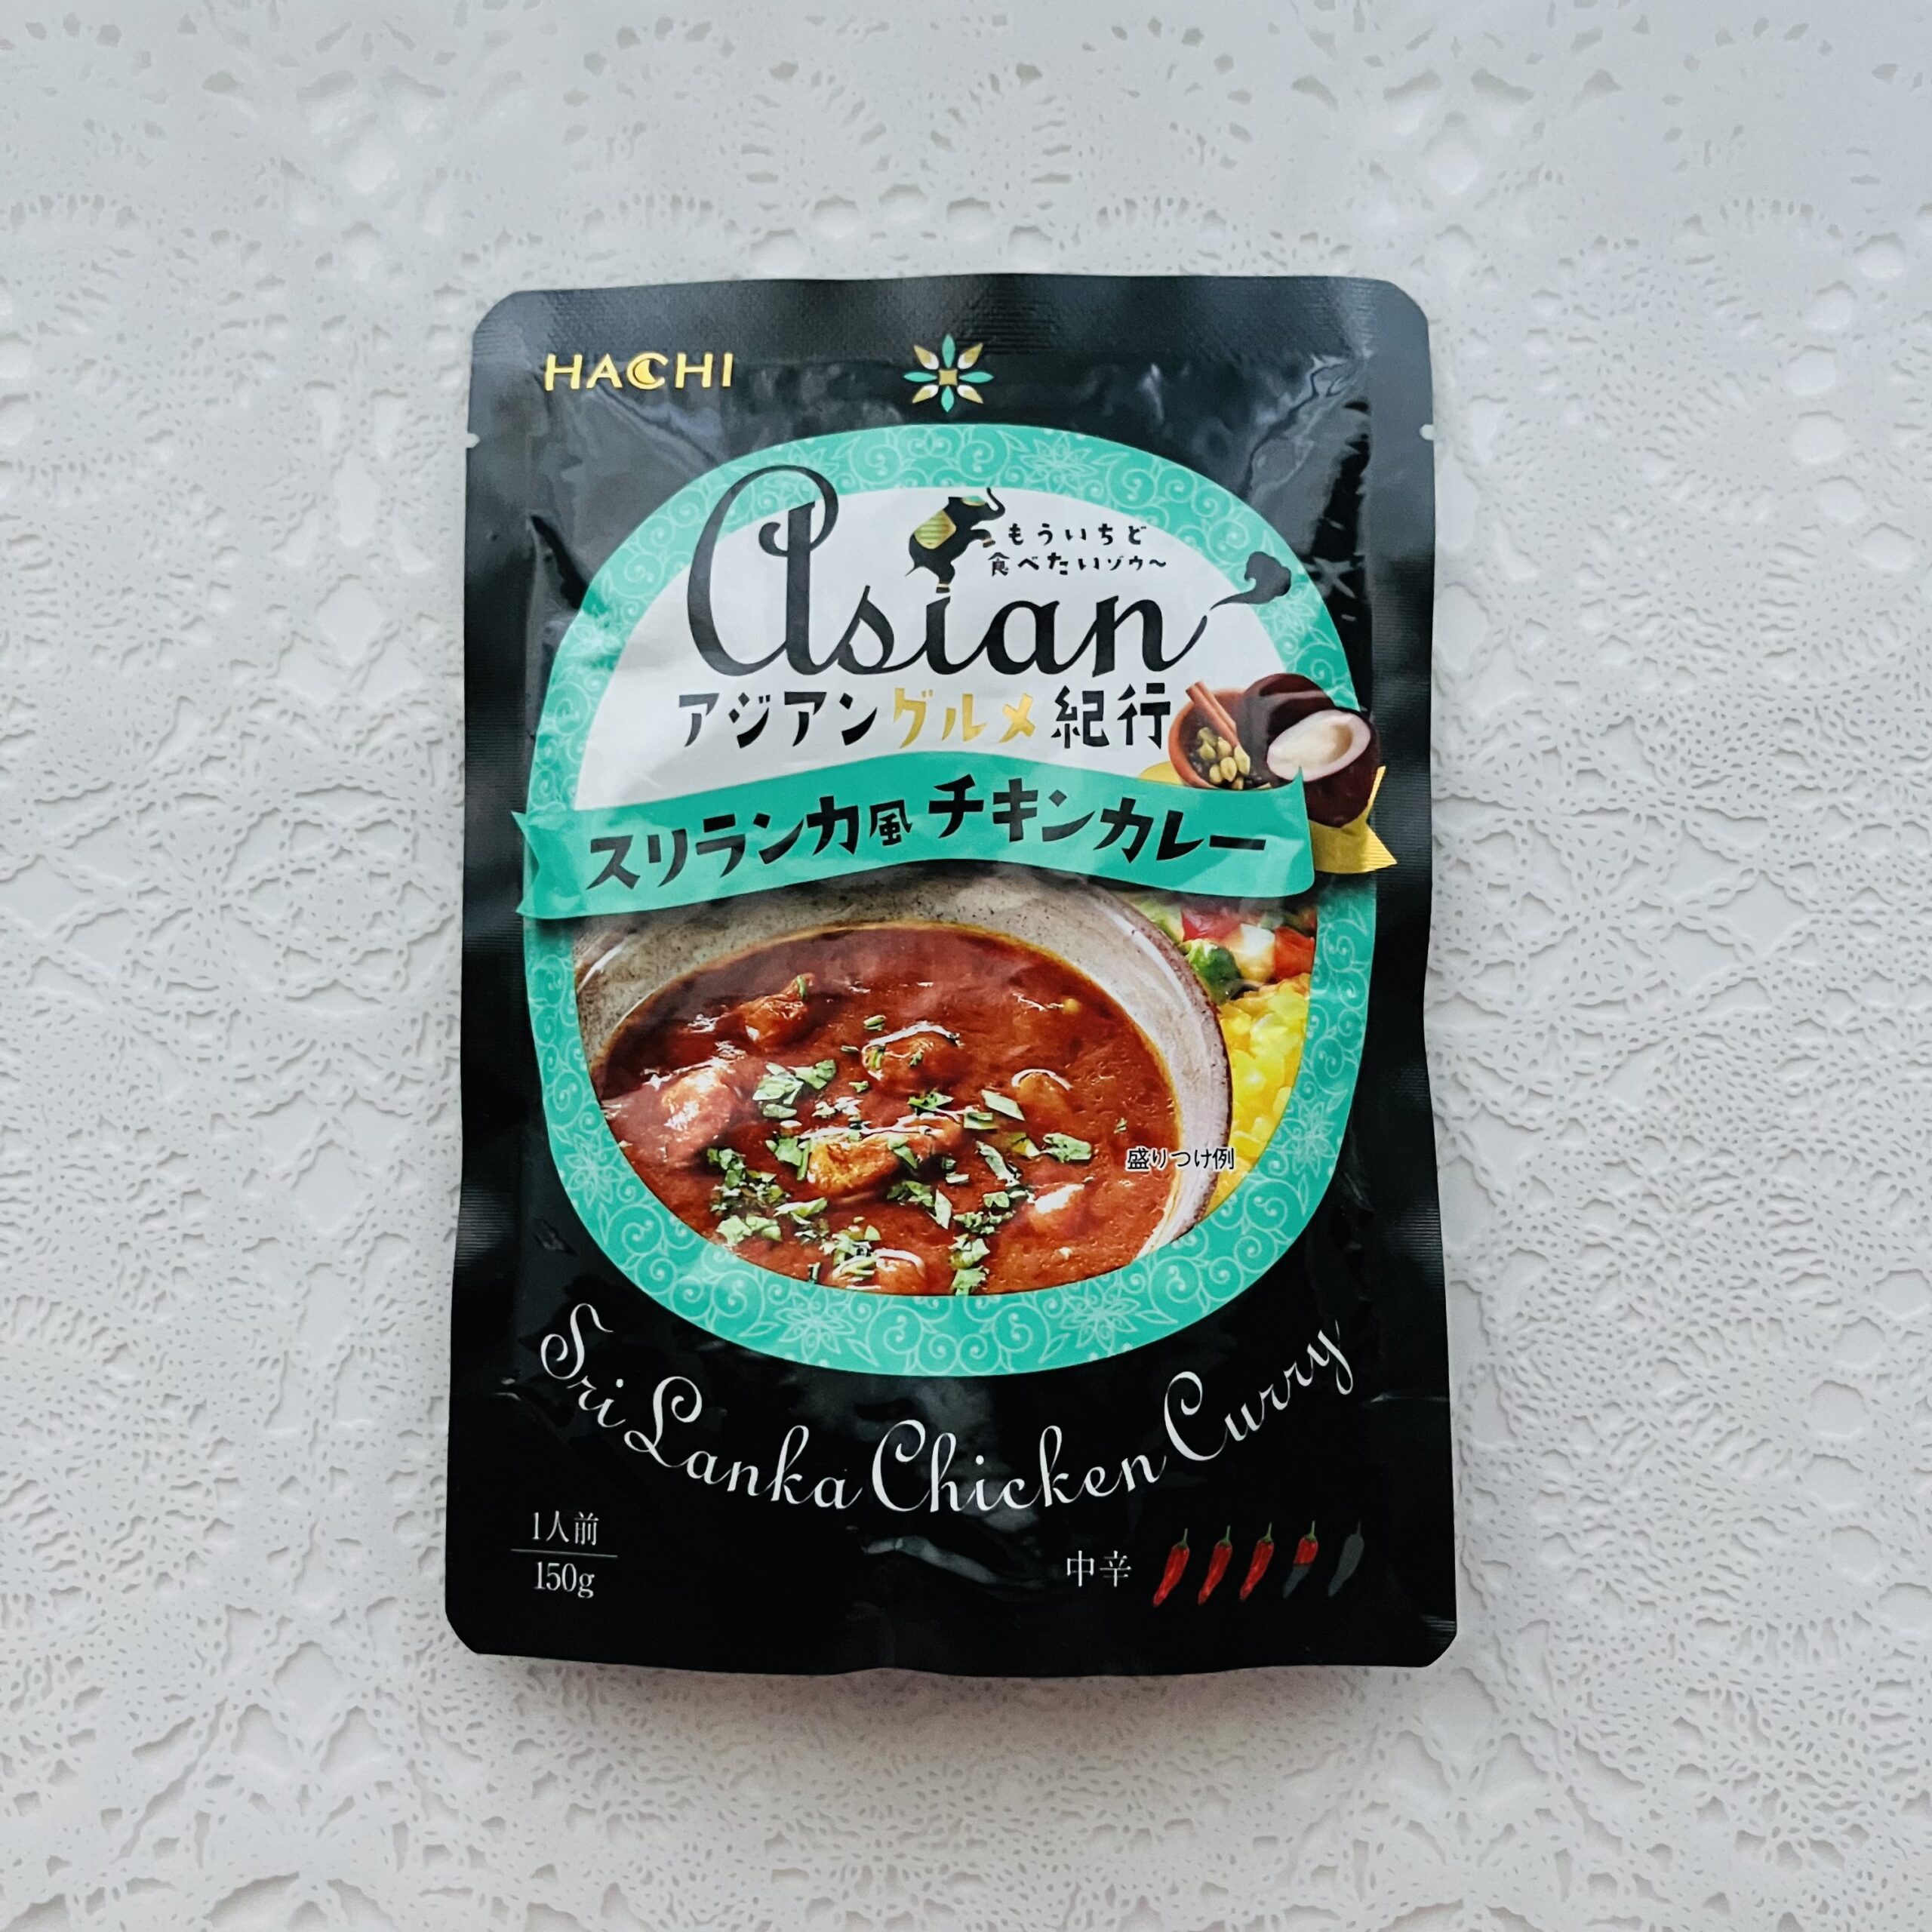 HACHI
Asian
もういちど
食べたいゾウ〜
アジアングルメ紀行
スリランカ風チキンカレー
盛りつけ例
Sri Lanka Chicken Curry
1人前
150g
中辛